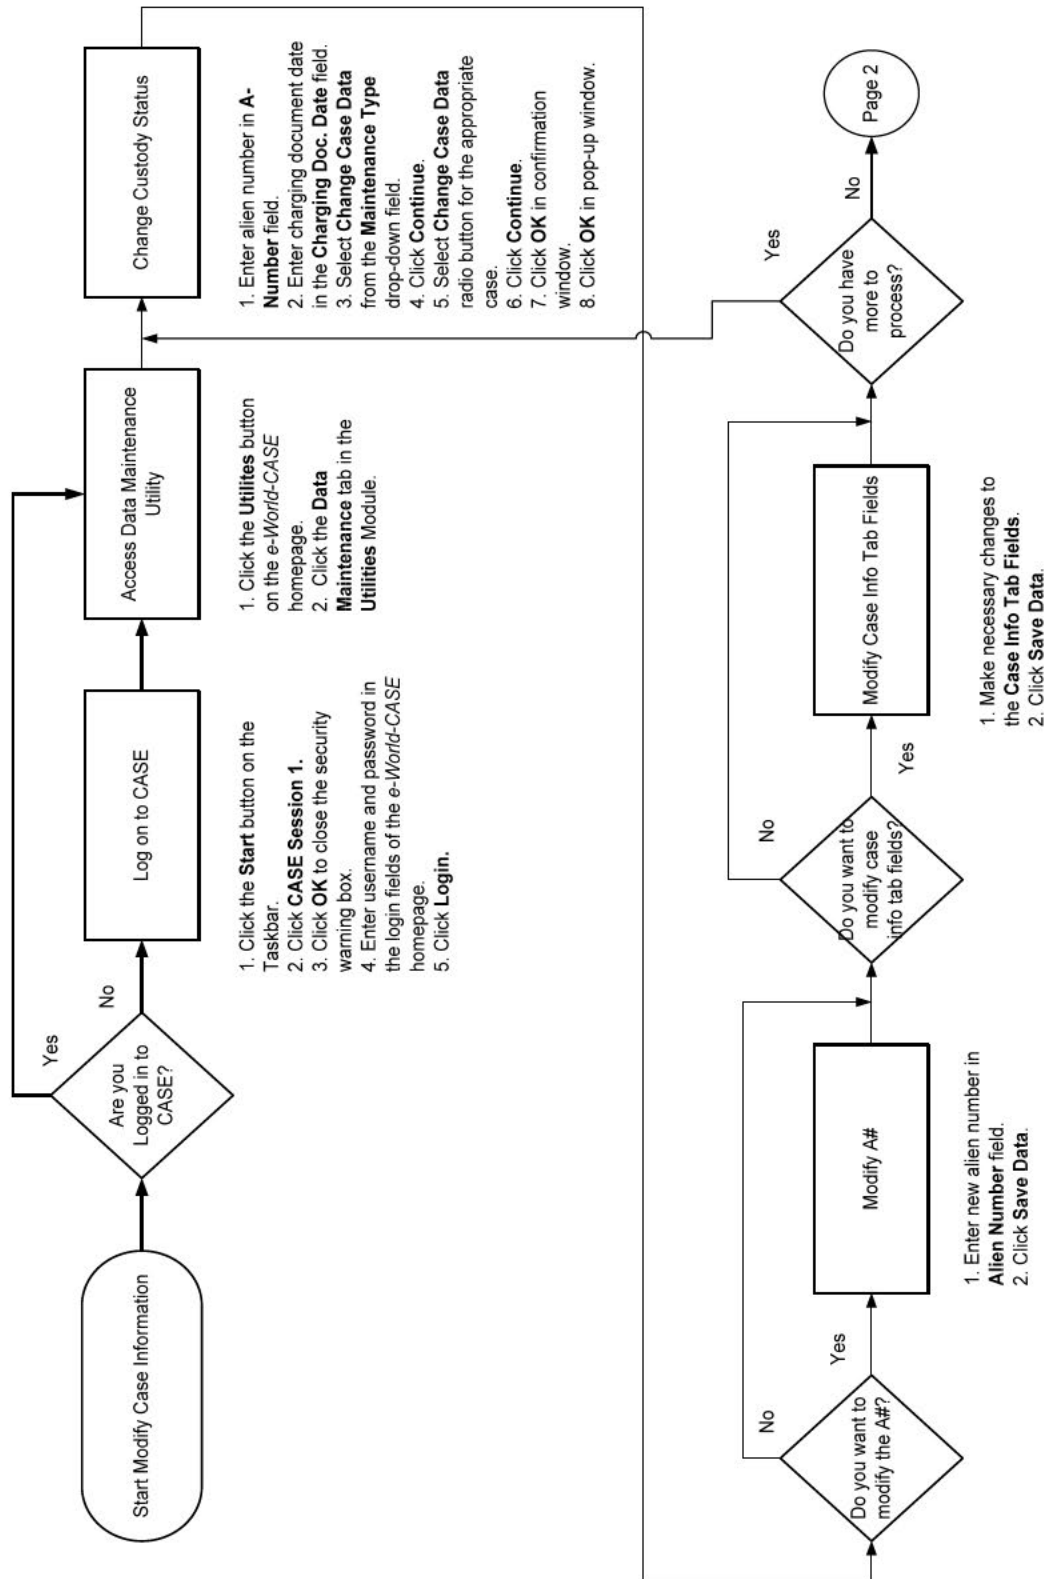 Start Modify Case Information
Are you
Logged in to
CASE?
Yes
No
Log on to CASE
1. Click the Start button on the
Taskbar.
2. Click CASE Session 1.
3. Click OK to close the security
warning box.
4. Enter username and password in
the login fields of the e-World-CASE
homepage.
5. Click Login.
Access Data Maintenance
Utility
1. Click the Utilites button
on the e-World-CASE
homepage.
2. Click the Data
Maintenance tab in the
Utilities Module.
Change Custody Status
1. Enter alien number in A-
Number field.
2. Enter charging document date
in the Charging Doc. Date field.
3. Select Change Case Data
from the Maintenance Type
drop-down field.
4. Click Continue.
5. Select Change Case Data
radio button for the appropriate
case.
6. Click Continue.
7. Click OK in confirmation
window.
8. Click OK in pop-up window.
Do you want to
modify the A#?
No
Yes
Modify A#
1. Enter new alien number in
Alien Number field.
2. Click Save Data.
Do you want to
modify case
info tab fields?
No
Yes
Modify Case Info Tab Fields
1. Make necessary changes to
the Case Info Tab Fields.
2. Click Save Data.
Do you have
more to
process?
Yes
No
Page 2